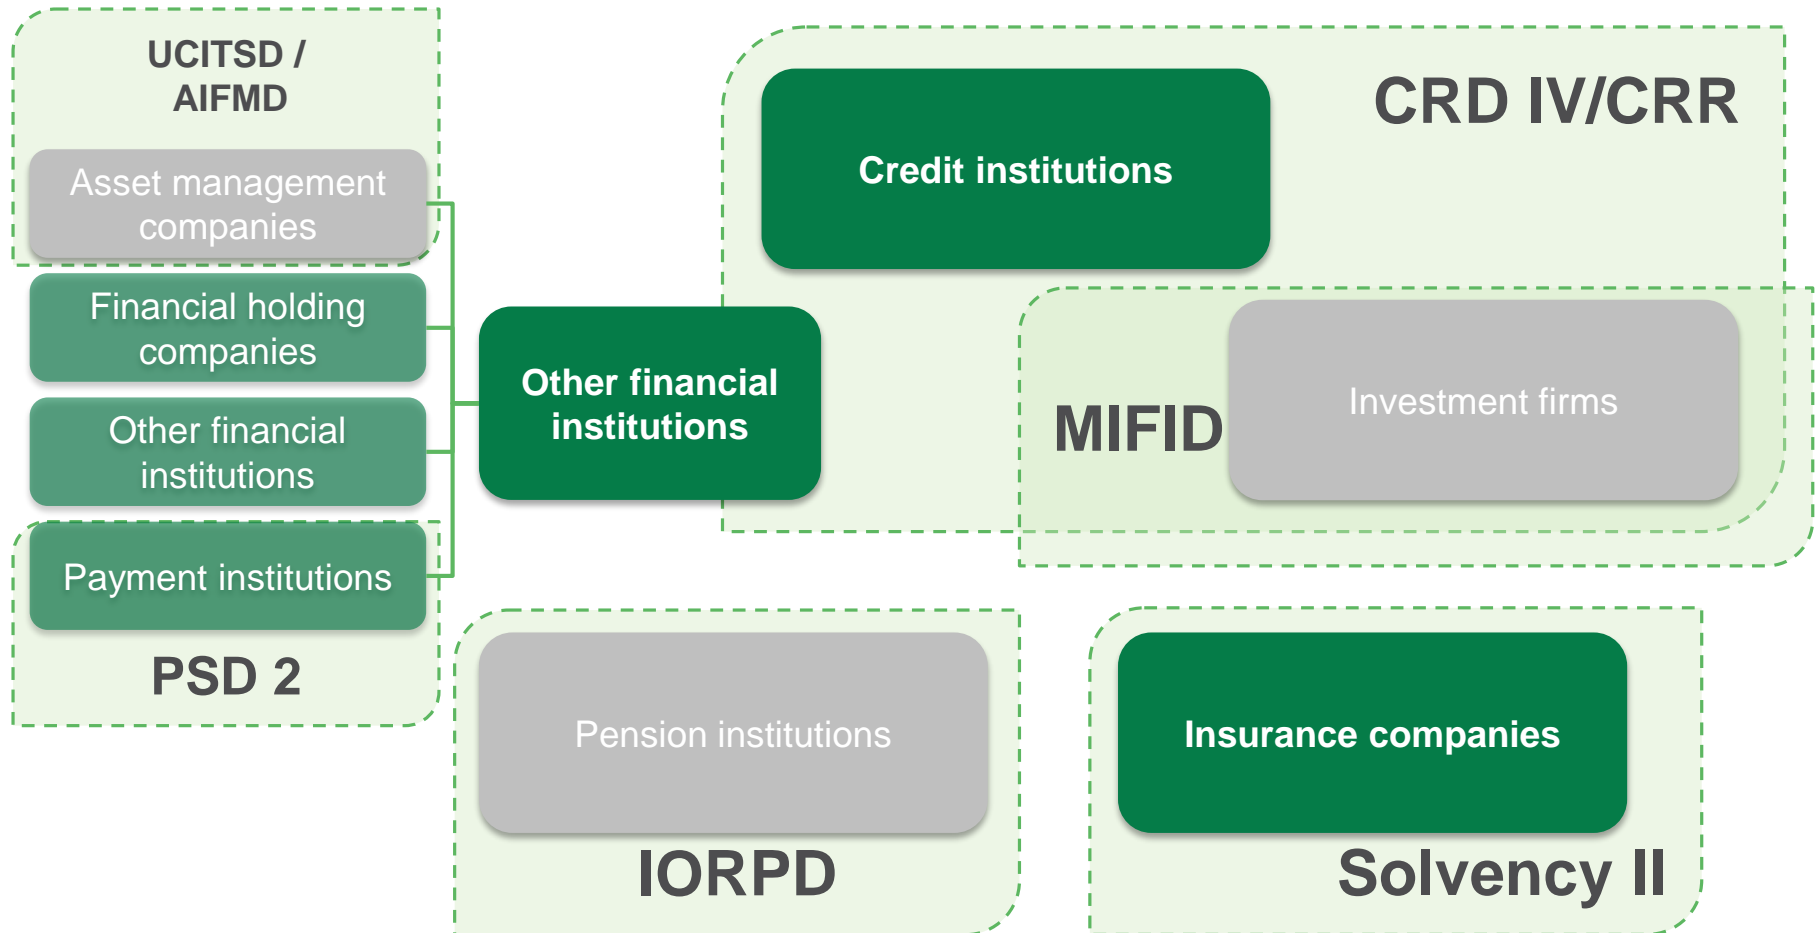 UCITSD /
AIFMD
Asset management
companies
Financial holding
companies
Other financial
institutions
Payment institutions
PSD 2
Other financial
institutions
CRD IV/CRR
Credit institutions
MIFID
Investment firms
Pension institutions
IORPD
Insurance companies
Solvency II